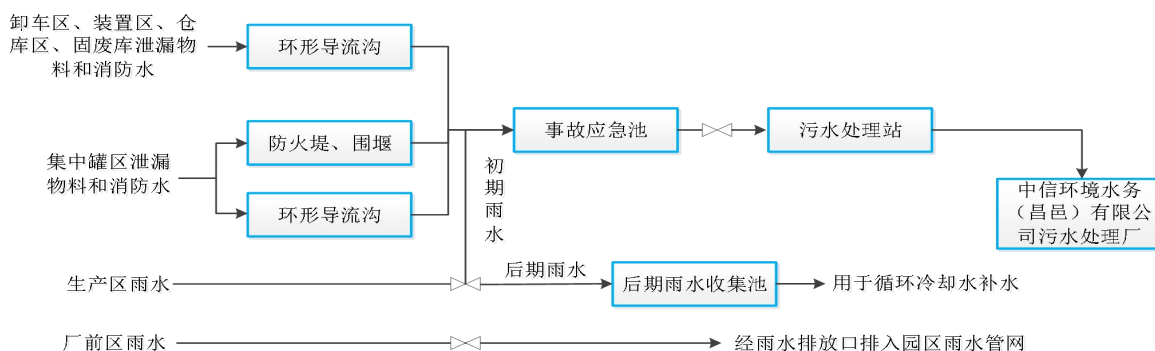 卸车区、装置区、仓
库区、固废库泄漏物
料和消防水
环形导流沟
防火堤、围堰
集中罐区泄漏
物料和消防水
环形导流沟
初期雨水
事故应急池
污水处理站
中信环境水务
（昌邑）有限公
司污水处理厂
生产区雨水
后期雨水
后期雨水收集池
用于循环冷却水补水
厂前区雨水
经雨水排放口排入园区雨水管网